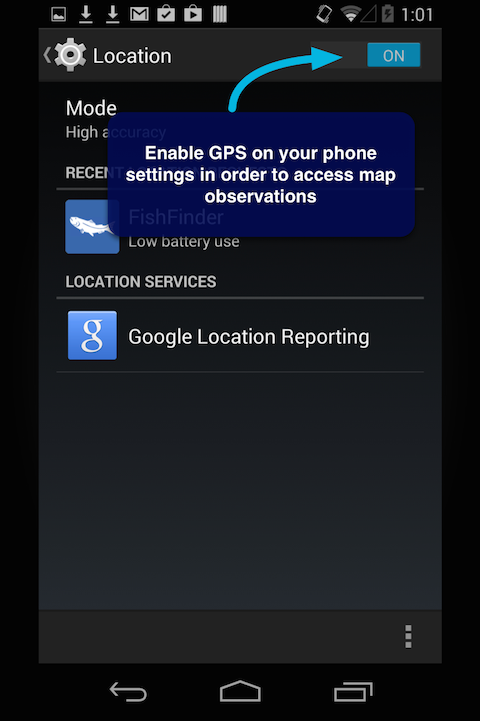 1:01
Location
ON
Mode
High accuracy
Enable GPS on your phone
settings in order to access map
observations
RECENT
FishFinder
Low battery use
LOCATION SERVICES
g
Google Location Reporting